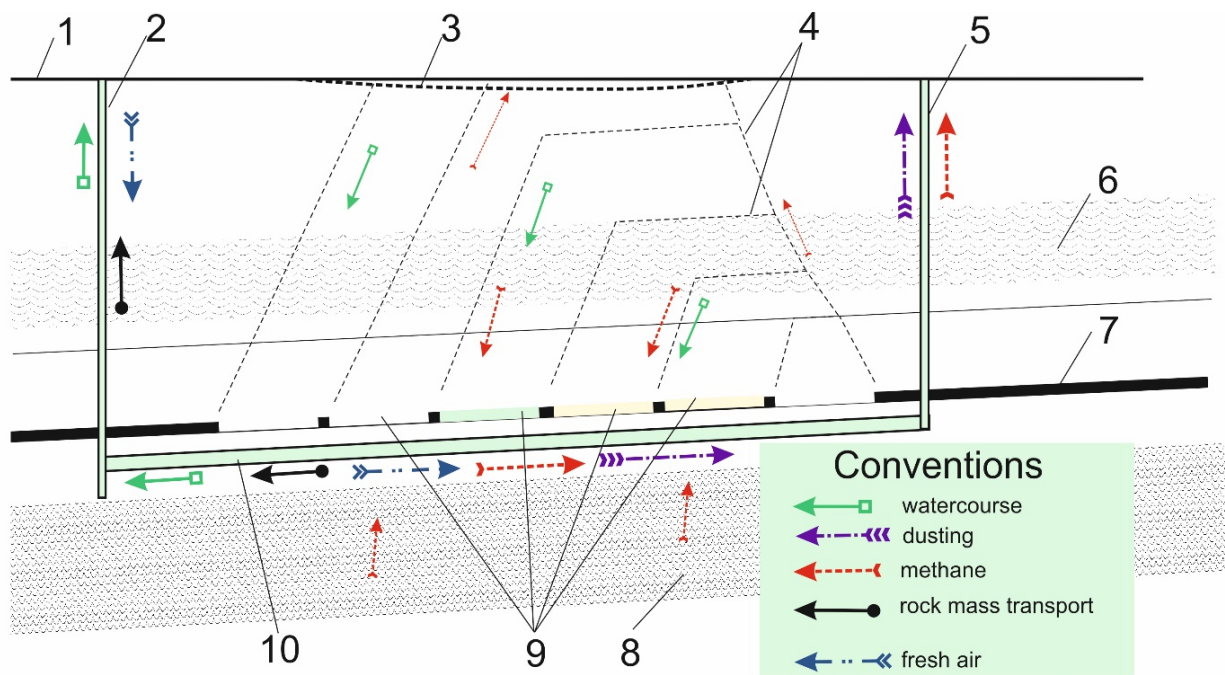 1
2
3
4
5
6
7
Conventions
watercourse
dusting
methane
rock mass transport
fresh air
10
9
8